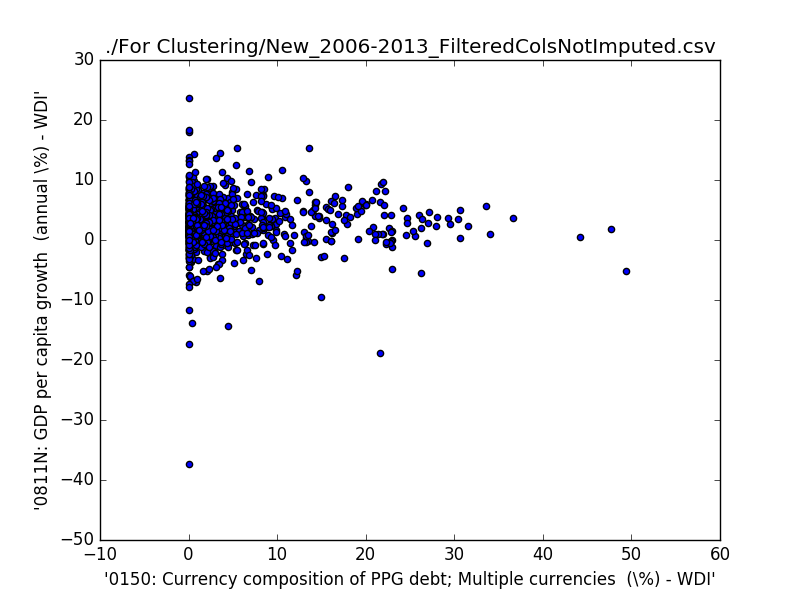 ./For Clustering/New_2006-2013_FilteredColsNotImputed.csv
30
20
10
0
−10
−20
−30
−40
−50
'0811N: GDP per capita growth  (annual \%) - WDI'
−10 0 10 20 30 40 50 60
'0150: Currency composition of PPG debt; Multiple currencies  (\%) - WDI'